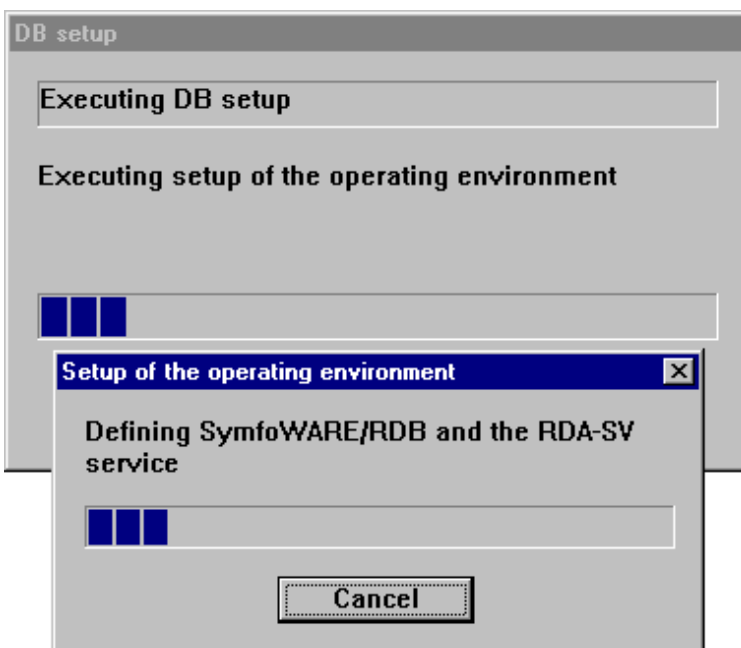 DB setup
Executing DB setup
Executing setup of the operating environment
Setup of the operating environment
Defining SymfoWARE/RDB and the RDA-SV
service
Cancel